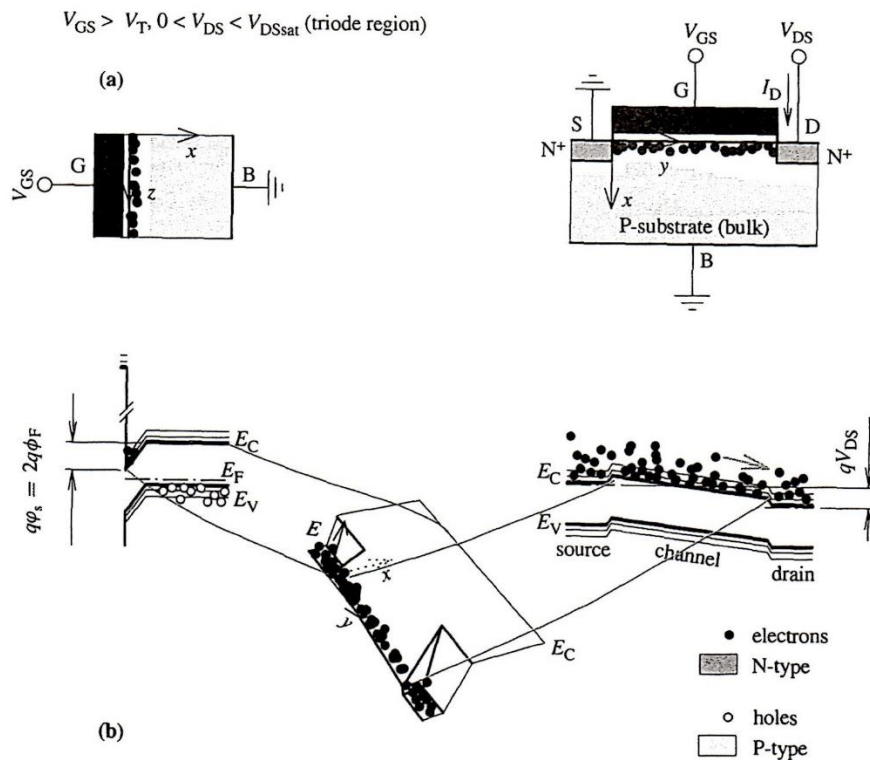 V_GS > V_T, 0 < V_DS < V_DSsat (triode region)
(a)
V_GS
G
x
z
B
V_GS
V_DS
G
I_D
S
D
N⁺
y
N⁺
x
P-substrate (bulk)
B
qφ_s = 2qϕ_F
E_C
E_F
E_V
E
x
y
E_C
E_C
E_V
source
channel
drain
qV_DS
electrons
N-type
holes
P-type
(b)